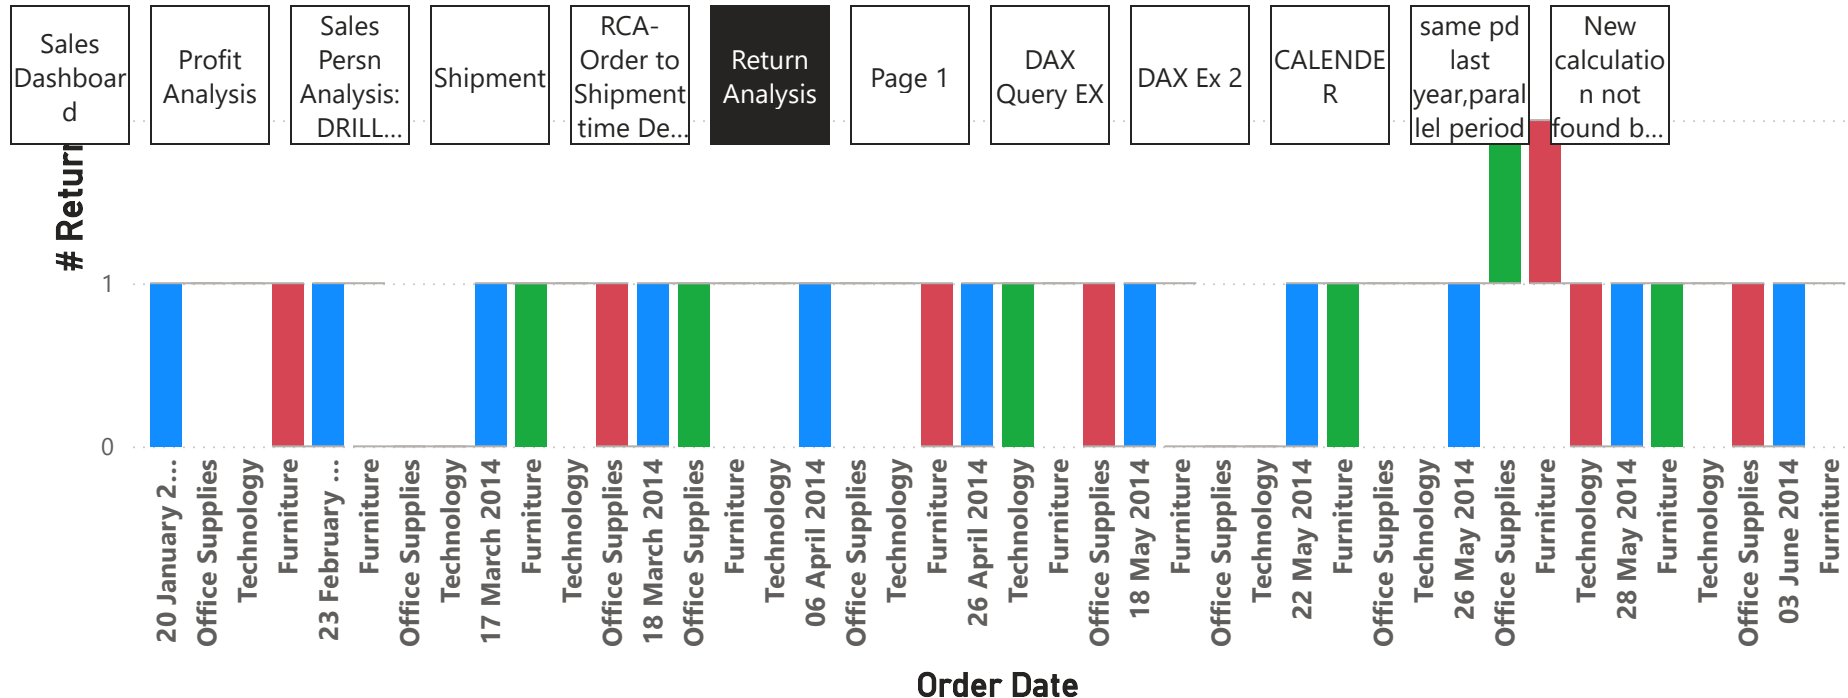 Sales
Dashboar
d
Profit
Analysis
Sales
Persn
Analysis:
DRILL...
Shipment
RCA-
Order to
Shipment
time De...
Return
Analysis
Page 1
DAX
Query EX
DAX Ex 2
CALENDE
R
same pd
last
year,paral
lel period
New
calculatio
n not
found b...
# Return
1
0
20 January 2...
Office Supplies
Technology
Furniture
23 February ...
Furniture
Office Supplies
Technology
17 March 2014
Furniture
Technology
Office Supplies
18 March 2014
Office Supplies
Furniture
Technology
06 April 2014
Office Supplies
Technology
Furniture
26 April 2014
Technology
Furniture
Office Supplies
18 May 2014
Furniture
Office Supplies
Technology
22 May 2014
Furniture
Office Supplies
Technology
26 May 2014
Office Supplies
Furniture
Technology
28 May 2014
Furniture
Technology
Office Supplies
03 June 2014
Furniture
Order Date